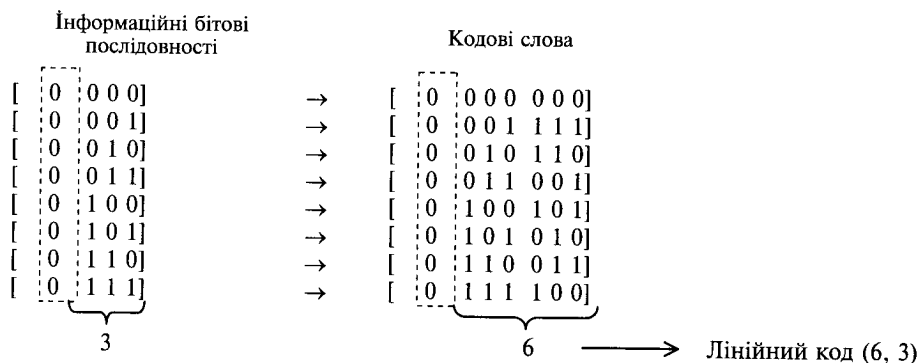 Інформаційні бітові
послідовності
Кодові слова
[ 0 0 0 0] → [ 0 0 0 0 0 0 0]
[ 0 0 0 1] → [ 0 0 0 1 1 1 1]
[ 0 0 1 0] → [ 0 0 1 0 1 1 0]
[ 0 0 1 1] → [ 0 0 1 1 0 0 1]
[ 0 1 0 0] → [ 0 1 0 0 1 0 1]
[ 0 1 0 1] → [ 0 1 0 1 0 1 0]
[ 0 1 1 0] → [ 0 1 1 0 0 1 1]
[ 0 1 1 1] → [ 0 1 1 1 1 0 0]
3 6 → Лінійний код (6, 3)